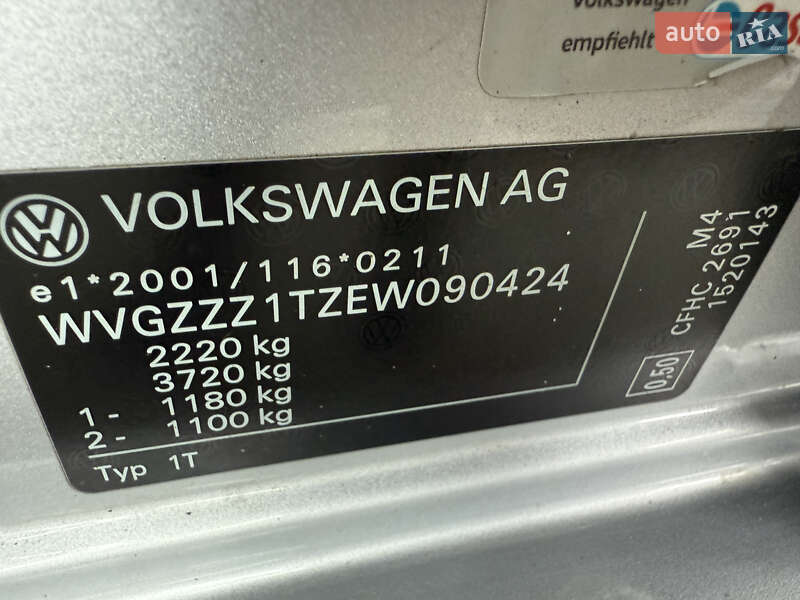 Volkswagen
empfiehlt
auto RIA.com
VOLKSWAGEN AG
e1*2001/116*0211
WVGZZZ1TZEW090424
2220 kg
3720 kg
1- 1180 kg
2- 1100 kg
Typ 1T
M4
CFHC 2691
1520143
0,50